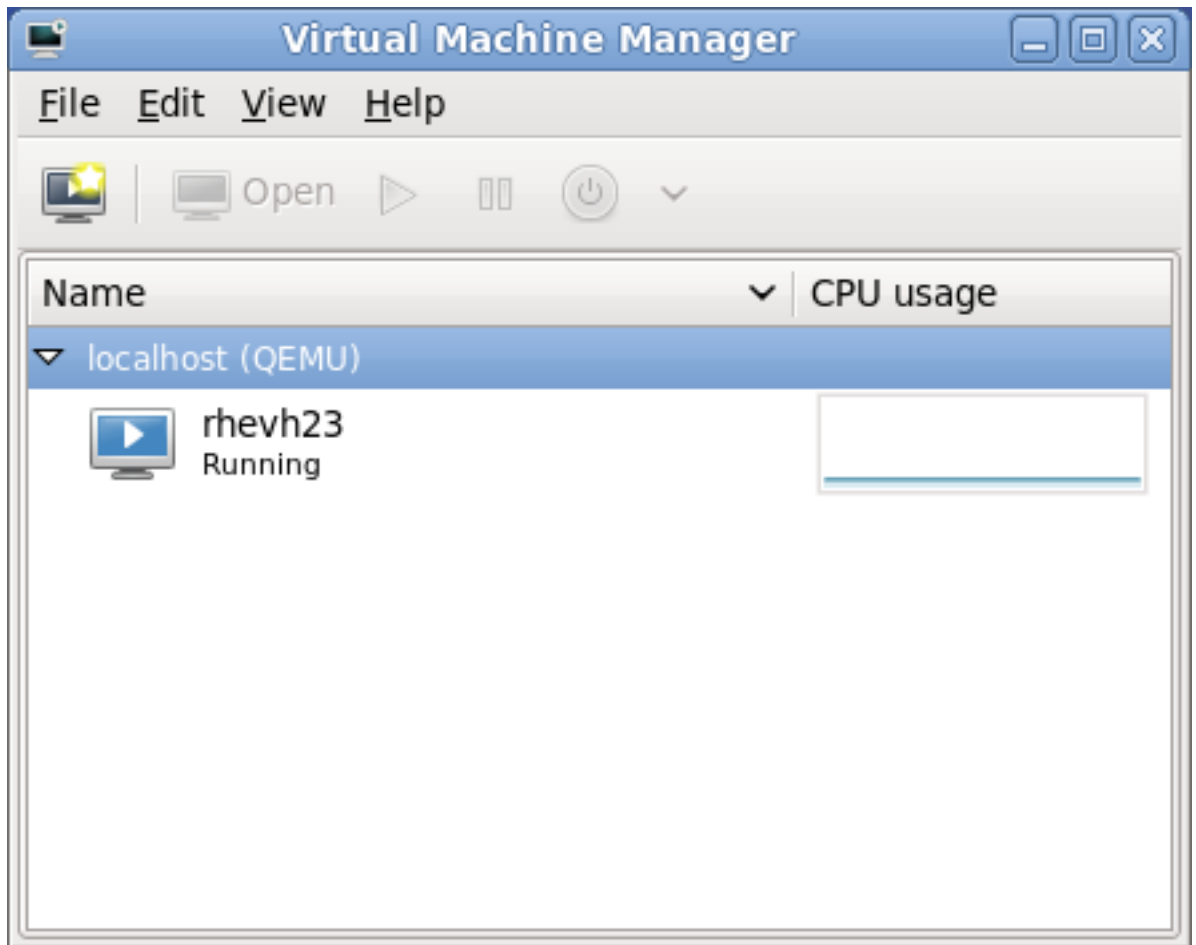 Virtual Machine Manager
File Edit View Help
Open
Name CPU usage
localhost (QEMU)
rhevh23
Running